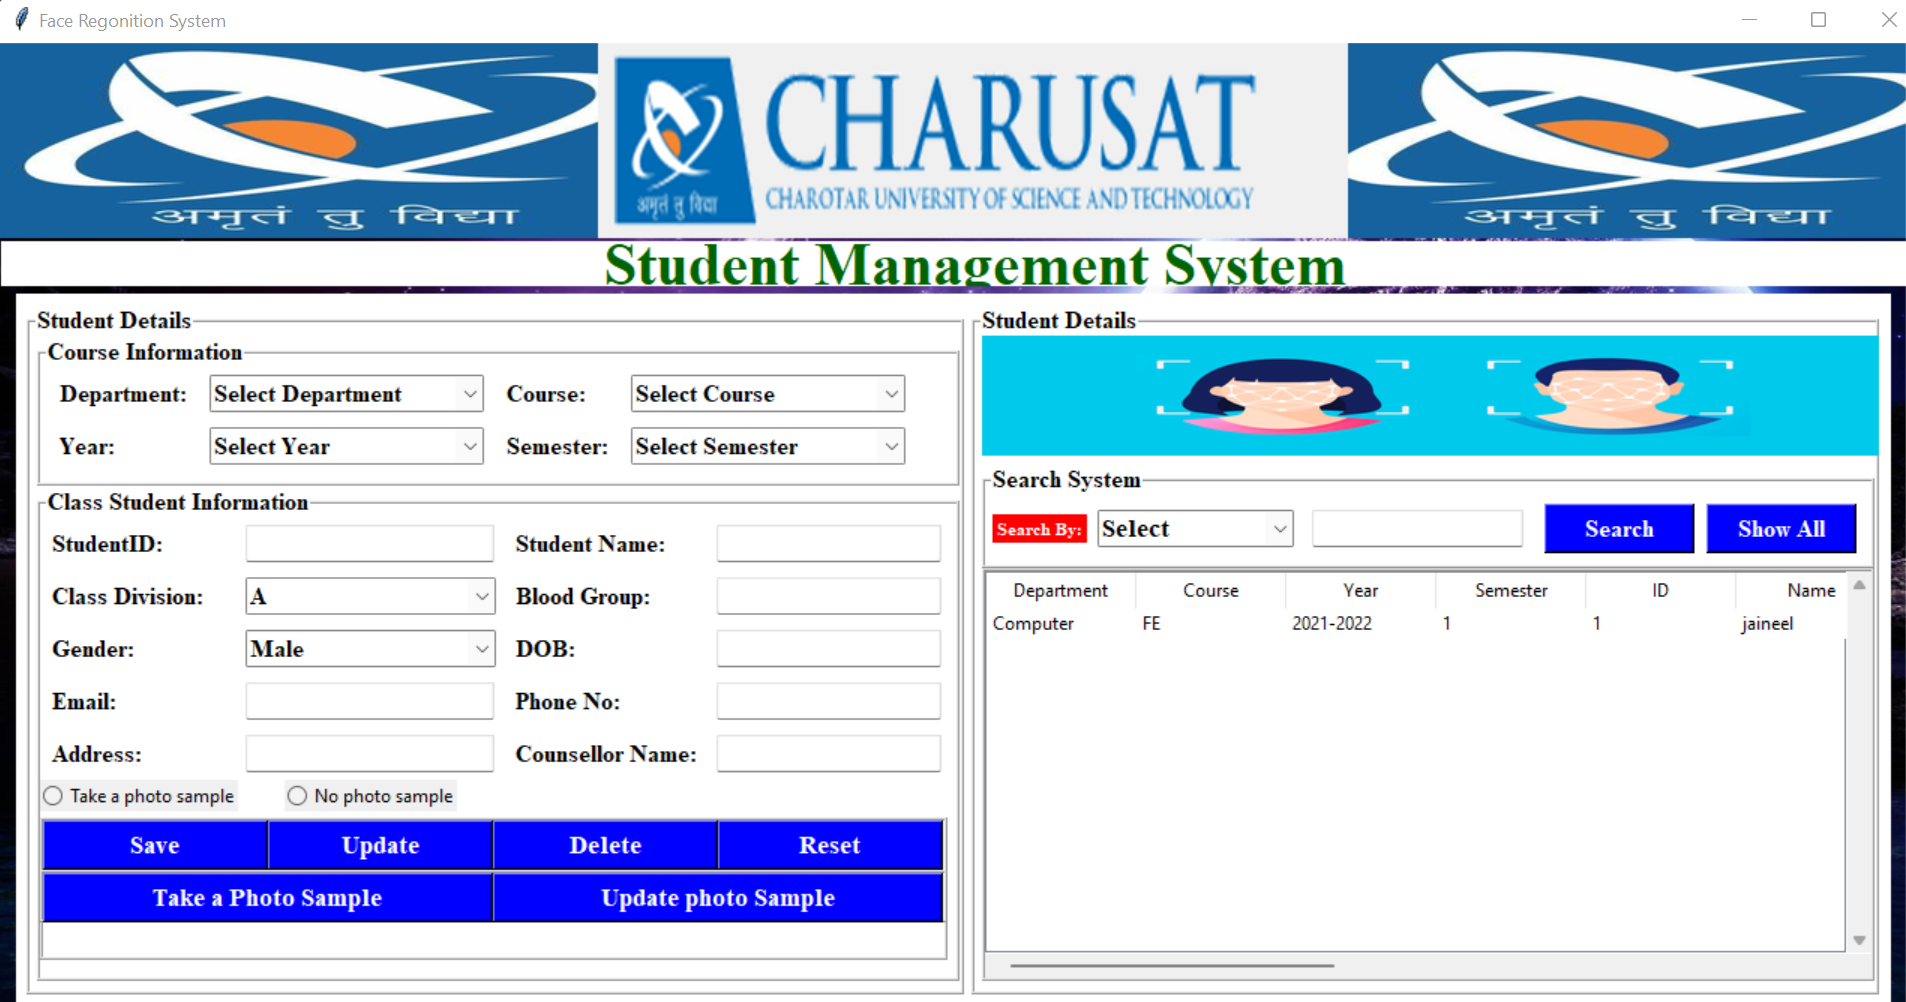 Face Regonition System
अमृतं तु विद्या
अमृतं तु विद्या
CHARUSAT
CHAROTAR UNIVERSITY OF SCIENCE AND TECHNOLOGY
अमृतं तु विद्या
Student Management System
Student Details
Course Information
Department: Select Department Course: Select Course
Year: Select Year Semester: Select Semester
Class Student Information
StudentID: Student Name:
Class Division: A Blood Group:
Gender: Male DOB:
Email: Phone No:
Address: Counsellor Name:
Take a photo sample No photo sample
Save Update Delete Reset
Take a Photo Sample Update photo Sample
Student Details
Search System
Search By: Select Search Show All
Department Course Year Semester ID Name
Computer FE 2021-2022 1 1 jaineel